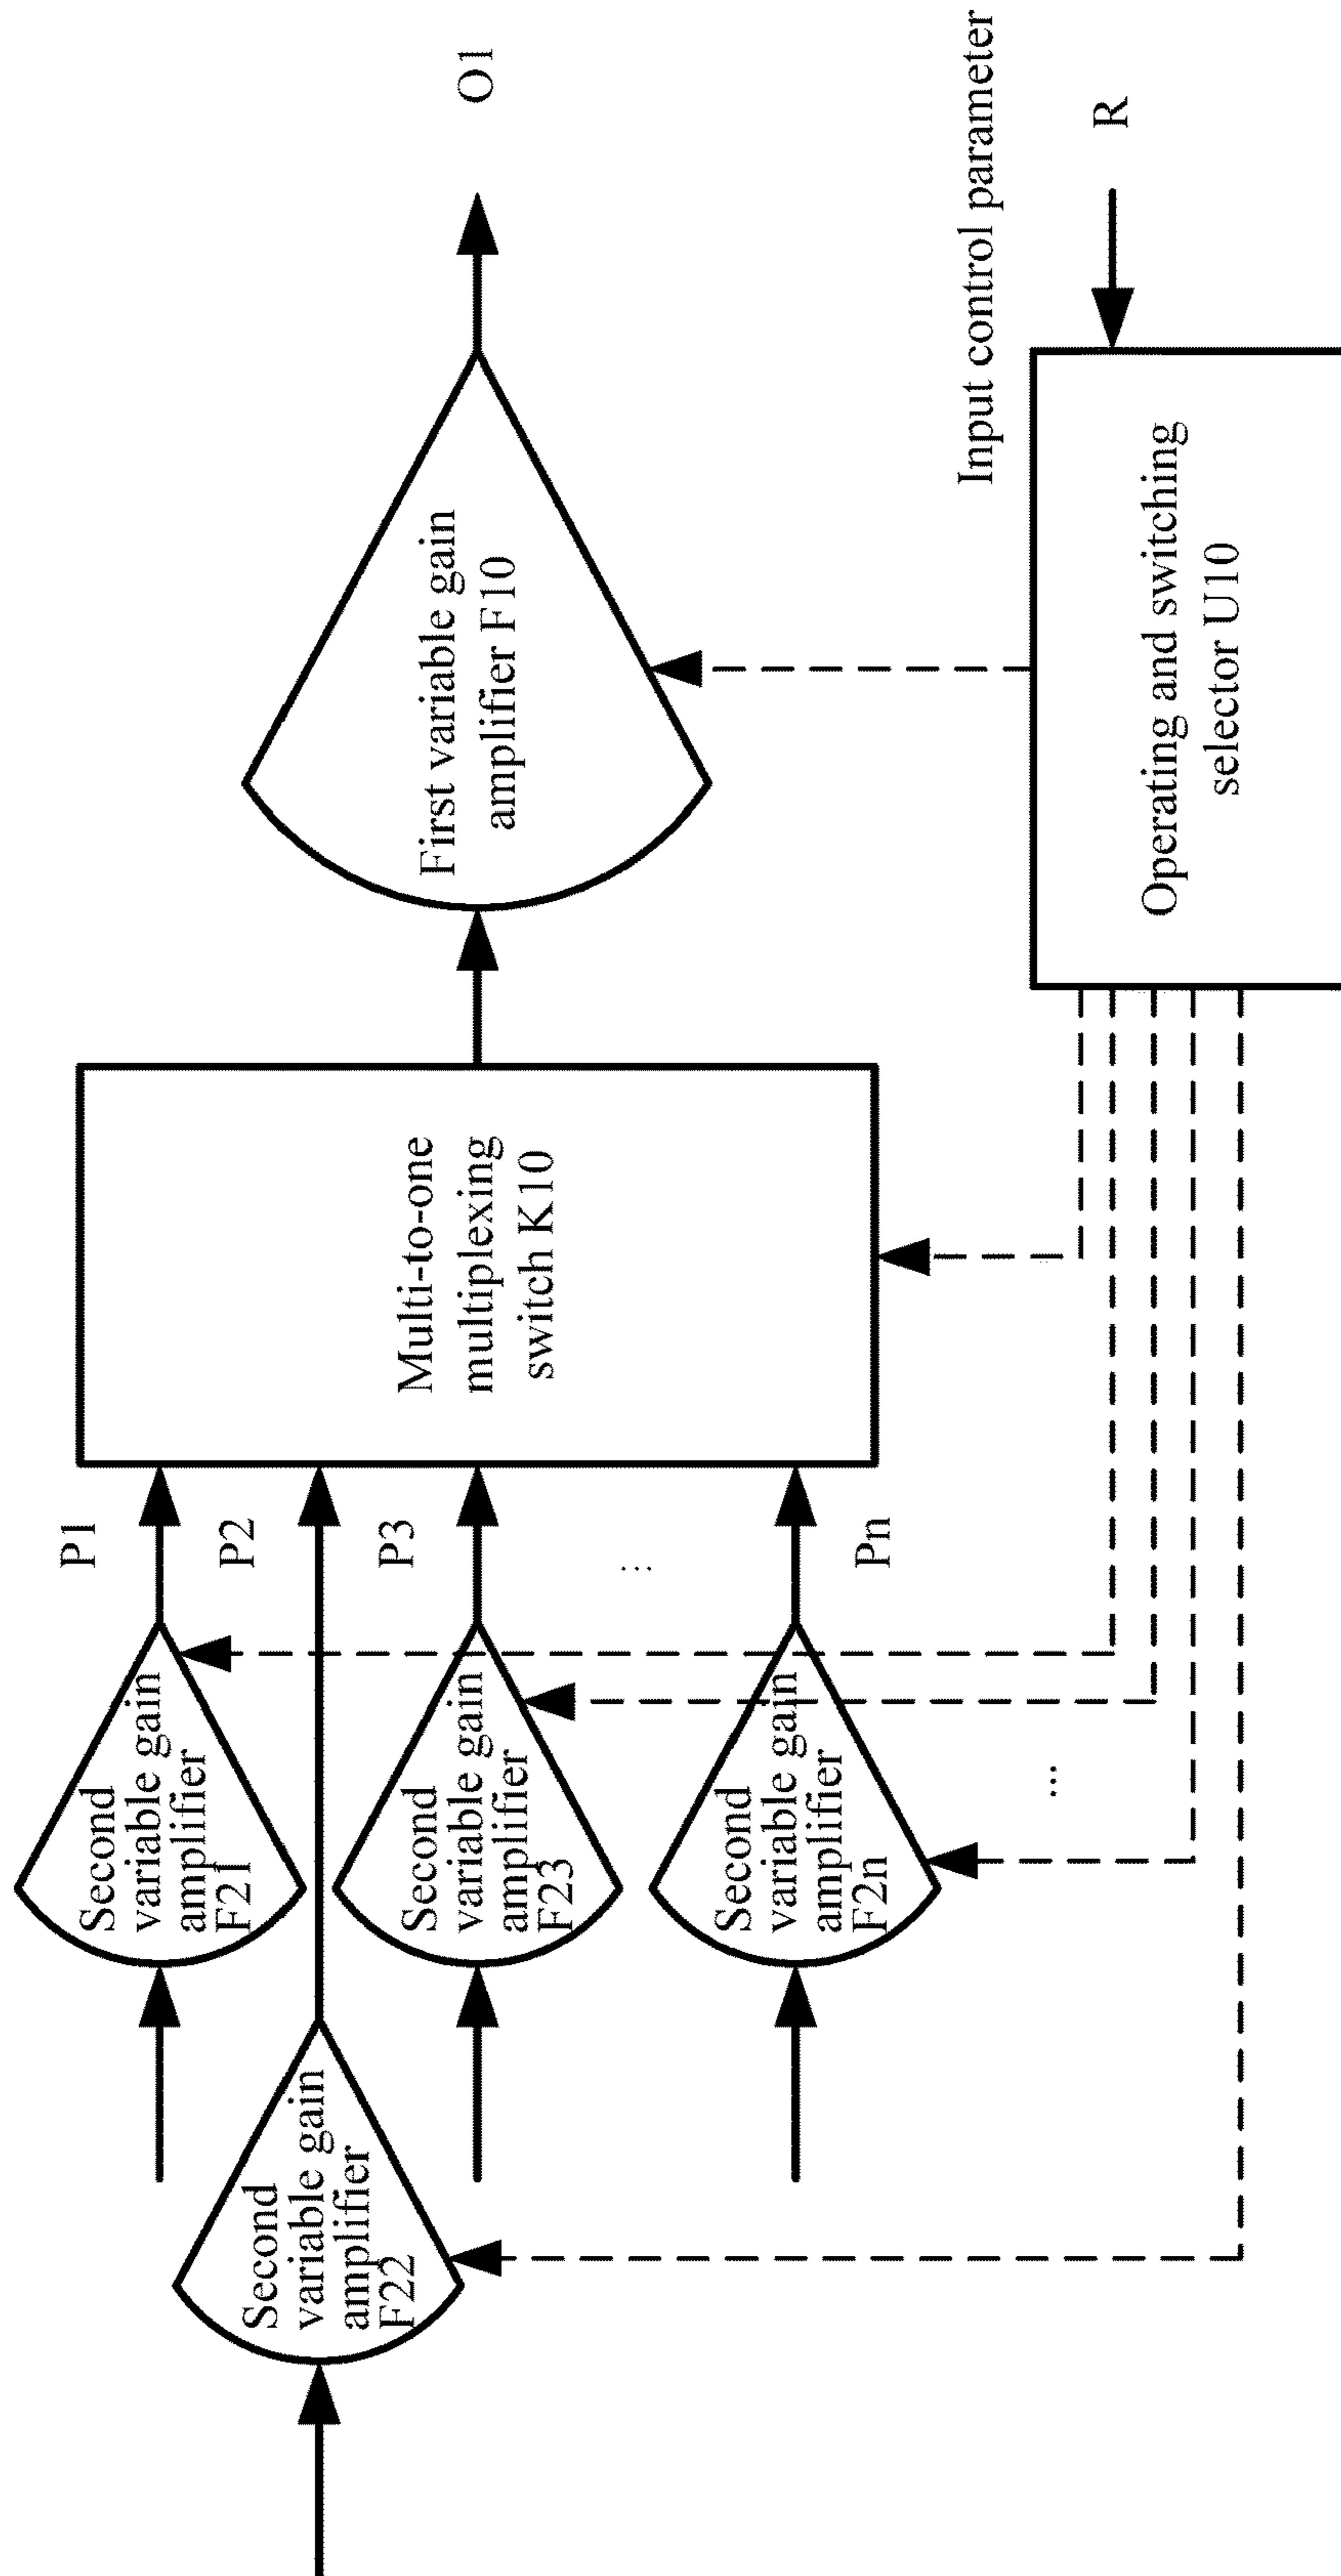 Second
variable gain
amplifier
F22
Second
variable gain
amplifier
F21
Second
variable gain
amplifier
F23
Second
variable gain
amplifier
F2n
...
P1
P2
P3
...
Pn
Multi-to-one
multiplexing
switch K10
First variable gain
amplifier F10
O1
Operating and switching
selector U10
Input control parameter
R